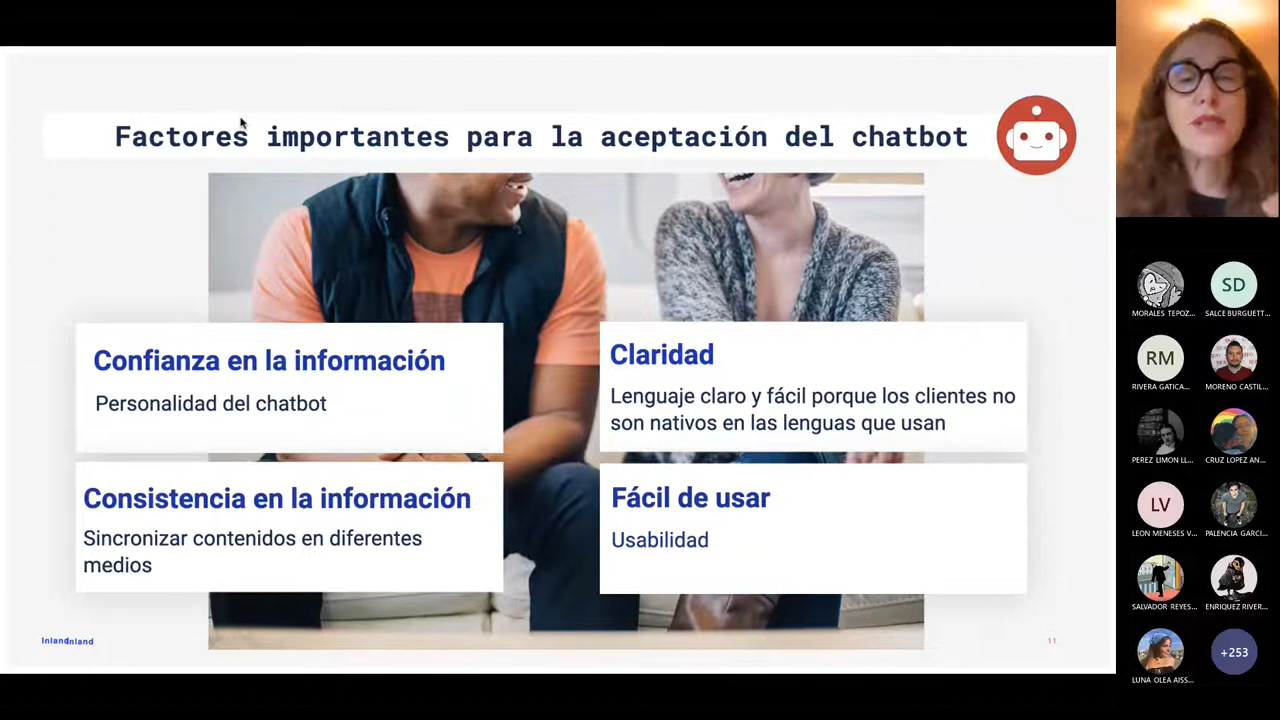 Factores importantes para la aceptación del chatbot
Confianza en la información
Personalidad del chatbot
Claridad
Lenguaje claro y fácil porque los clientes no
son nativos en las lenguas que usan
Consistencia en la información
Sincronizar contenidos en diferentes
medios
Fácil de usar
Usabilidad
Inland
Inland
11
SD
MORALES TEPOZ...
SALCE BURGUETT...
RM
RIVERA GATICA...
MORENO CASTIL...
PEREZ LIMON LL...
CRUZ LOPEZ AN...
LV
LEON MENESES V...
PALENCIA GARCI...
SALVADOR REYES...
ENRIQUEZ RIVER...
+253
LUNA OLEA AISS...